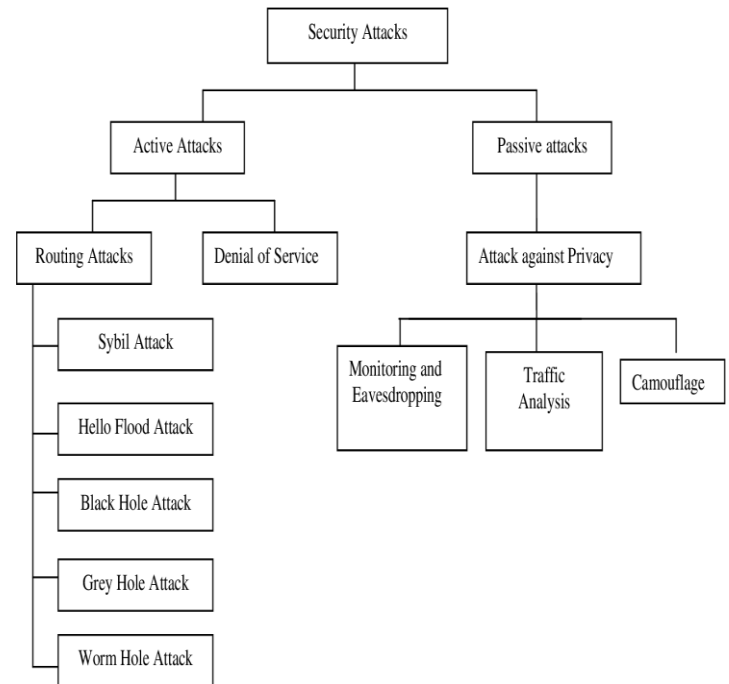 Security Attacks
Active Attacks
Passive attacks
Routing Attacks
Denial of Service
Attack against Privacy
Sybil Attack
Hello Flood Attack
Black Hole Attack
Grey Hole Attack
Worm Hole Attack
Monitoring and
Eavesdropping
Traffic
Analysis
Camouflage